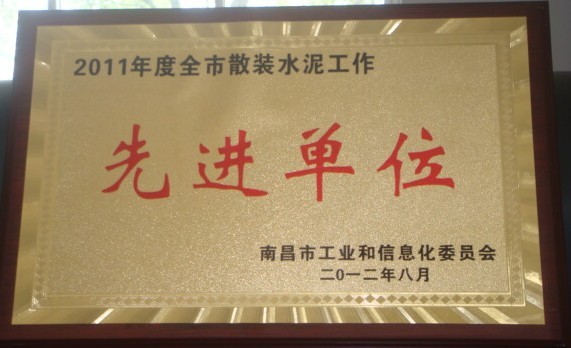 2011年度全市散装水泥工作
先进单位
南昌市工业和信息化委员会
二0一二年八月